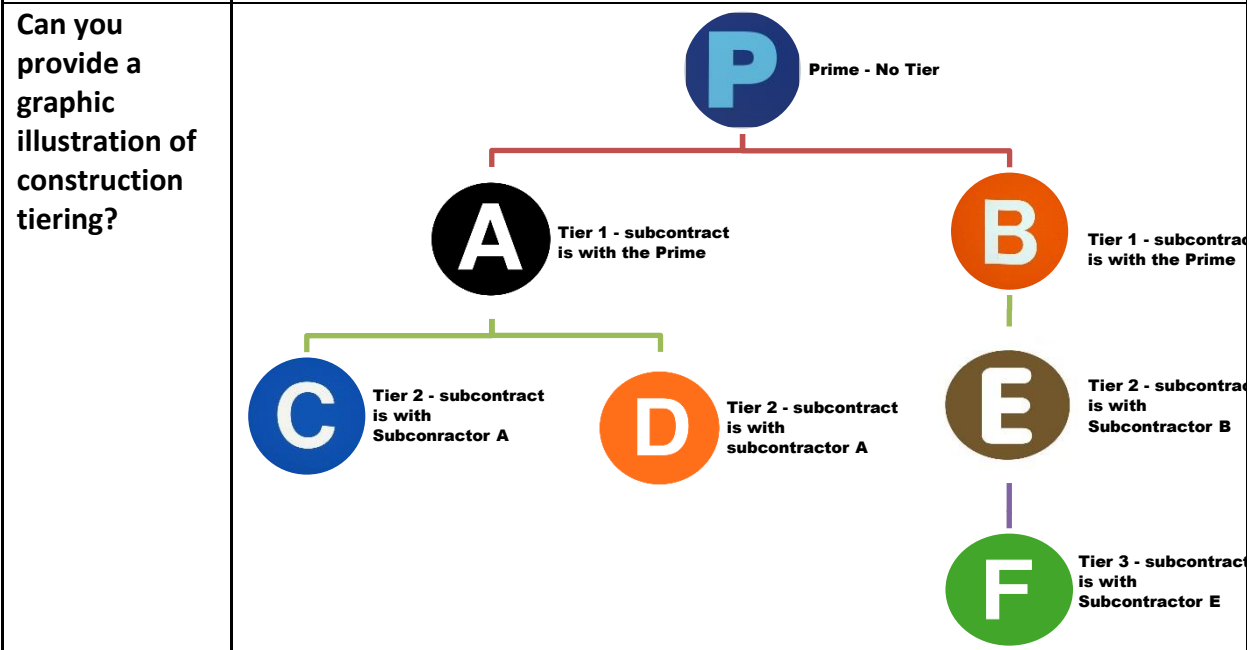 Can you
provide a
graphic
illustration of
construction
tiering?
P
Prime - No Tier
A
Tier 1 - subcontract
is with the Prime
B
Tier 1 - subcontrac
is with the Prime
C
Tier 2 - subcontract
is with
Subconractor A
D
Tier 2 - subcontract
is with
subcontractor A
E
Tier 2 - subcontrac
is with
Subcontractor B
F
Tier 3 - subcontract
is with
Subcontractor E